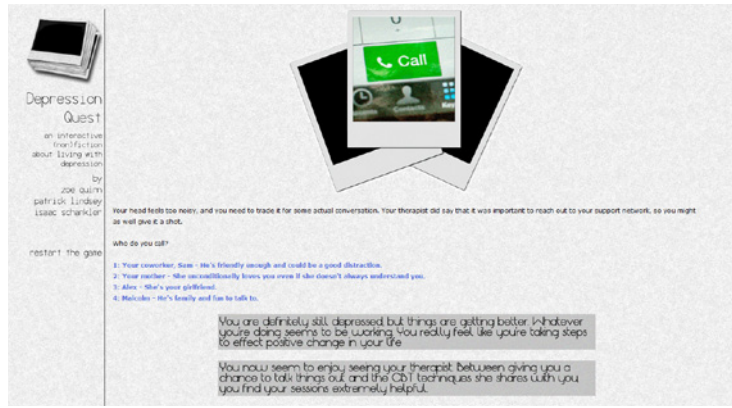 Call
Contacts
Depression
Quest
an interactive
(non)fiction
about living with
depression
by
zoe quinn
patrick lindsey
isaac schankler
restart the game
Your head feels too noisy, and you need to trade it for some actual conversation. Your therapist did say that it was important to reach out to your support network, so you might
as well give it a shot.
Who do you call?
1: Your coworker, Sam - He's friendly enough and could be a good distraction.
2: Your mother - She unconditionally loves you even if she doesn't always understand you.
3: Alex - She's your girlfriend.
4: Malcolm - He's family and fun to talk to.
You are definitely still depressed, but things are getting better. Whatever
you're doing seems to be working. You really feel like you're taking steps
to effect positive change in your life
You now seem to enjoy seeing your therapist. Between giving you a
chance to talk things out and the CBT techniques she shares with you,
you find your sessions extremely helpful.